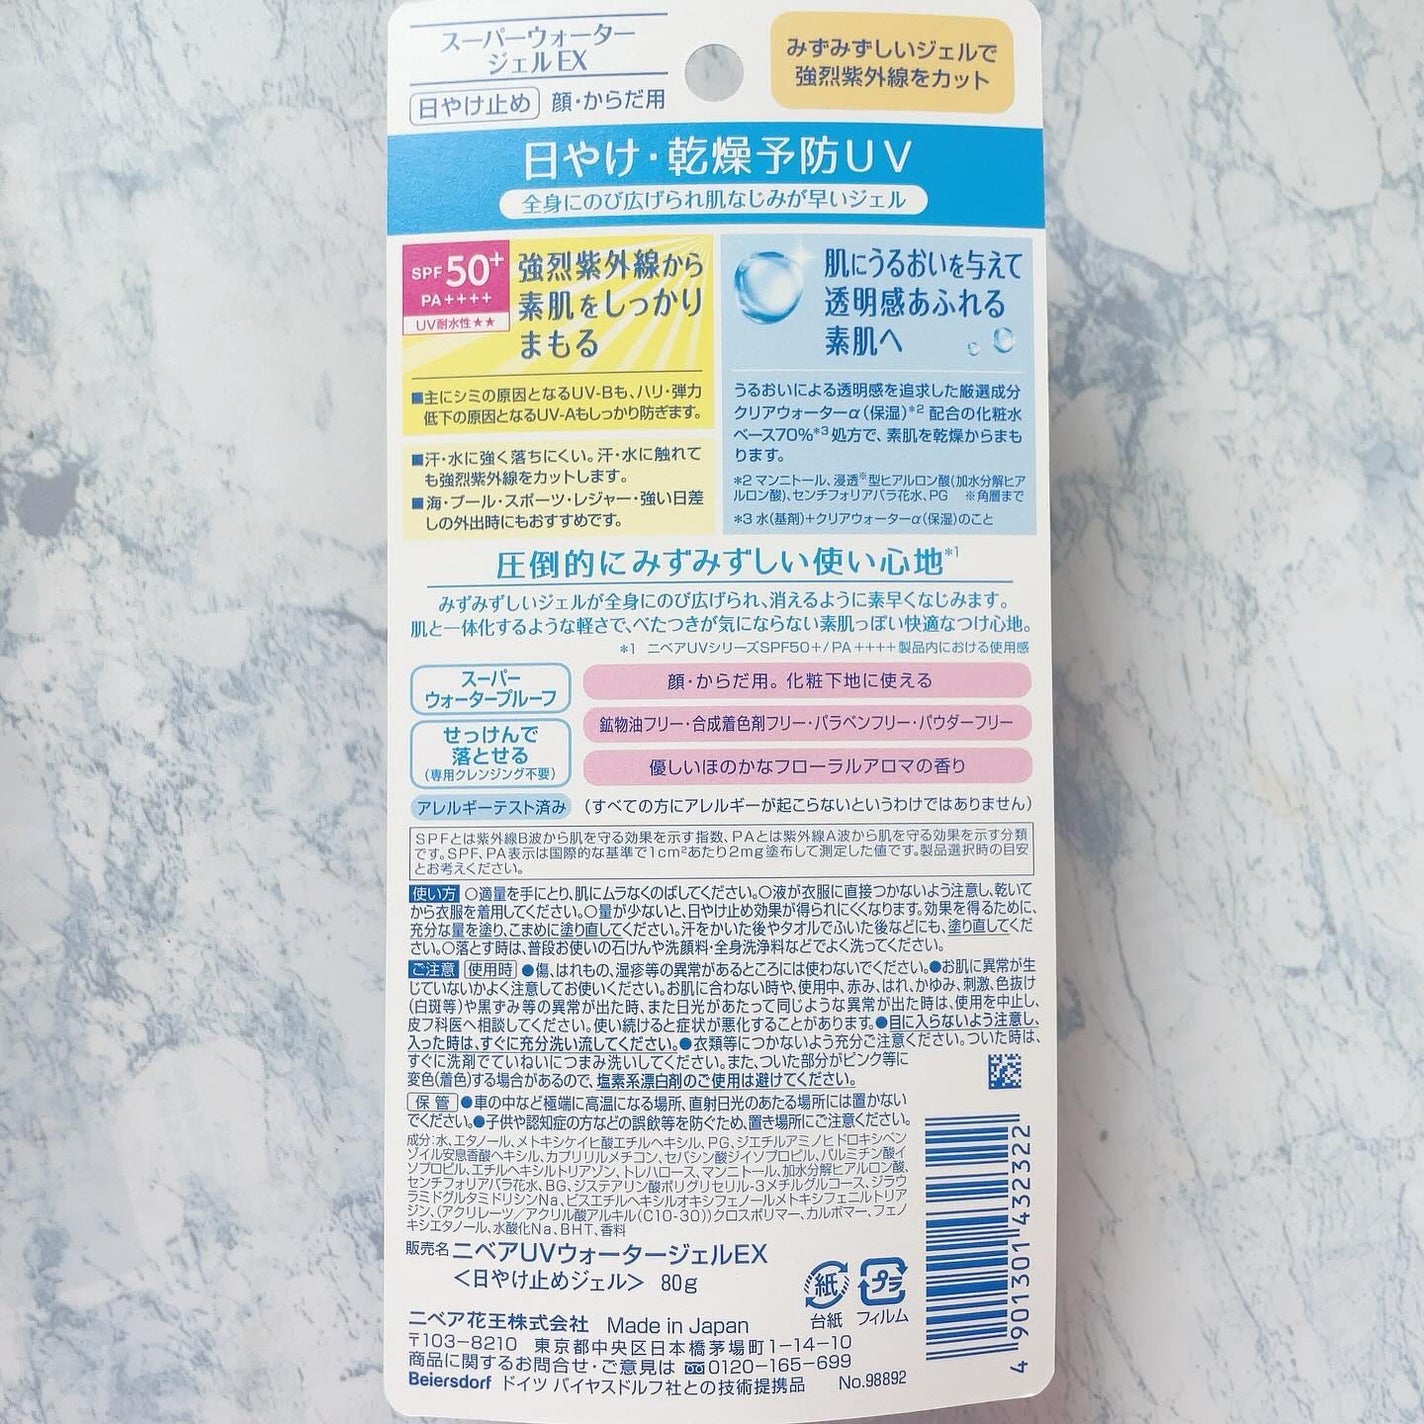 スーパーウォーター
ジェルEX
日やけ止め 顔・からだ用
みずみずしいジェルで
強烈紫外線をカット
日やけ・乾燥予防UV
全身にのび広げられ肌なじみが早いジェル
SPF50+
PA++++
UV耐水性★★
強烈紫外線から
素肌をしっかり
まもる
■主にシミの原因となるUV-Bも、ハリ・弾力
低下の原因となるUV-Aもしっかり防ぎます。
■汗・水に強く落ちにくい。汗・水に触れて
も強烈紫外線をカットします。
■海・プール・スポーツ・レジャー・強い日差
しの外出時にもおすすめです。
肌にうるおいを与えて
透明感あふれる
素肌へ
うるおいによる透明感を追求した厳選成分
クリアウォーターα(保湿)*2 配合の化粧水
ベース70%*3処方で、素肌を乾燥からまも
ります。
*2 マンニトール、浸透※型ヒアルロン酸(加水分解ヒア
ルロン酸)、センチフォリアバラ花水、PG ※角層まで
*3 水(基剤)+クリアウォーターα(保湿)のこと
圧倒的にみずみずしい使い心地*1
みずみずしいジェルが全身にのび広げられ、消えるように素早くなじみます。
肌と一体化するような軽さで、べたつきが気にならない素肌っぽい快適なつけ心地。
*1 ニベアUVシリーズSPF50+/PA++++製品内における使用感
スーパー
ウォータープルーフ
せっけんで
落とせる
(専用クレンジング不要)
顔・からだ用。化粧下地に使える
鉱物油フリー・合成着色剤フリー・パラベンフリー・パウダーフリー
優しいほのかなフローラルアロマの香り
アレルギーテスト済み (すべての方にアレルギーが起こらないというわけではありません)
SPFとは紫外線B波から肌を守る効果を示す指数、PAとは紫外線A波から肌を守る効果を示す分類
です。SPF、PA表示は国際的な基準で1cm²あたり2mg塗布して測定した値です。製品選択時の目安
とお考えください。
使い方 ○適量を手にとり、肌にムラなくのばしてください。○液が衣服に直接つかないよう注意し、乾いて
から衣服を着用してください。○量が少ないと、日やけ止め効果が得られにくくなります。効果を得るために、
充分な量を塗り、こまめに塗り直してください。汗をかいた後やタオルでふいた後などにも、塗り直してくだ
さい。○落とす時は、普段お使いの石けんや洗顔料・全身洗浄料などでよく洗ってください。
ご注意 使用時 ●傷、はれもの、湿疹等の異常があるところには使わないでください。●お肌に異常が生
じていないかよく注意してお使いください。お肌に合わない時や、使用中、赤み、はれ、かゆみ、刺激、色抜け
(白斑等)や黒ずみ等の異常が出た時、また日光があたって同じような異常が出た時は、使用を中止し、
皮フ科医へ相談してください。使い続けると症状が悪化することがあります。●目に入らないよう注意し、
入った時は、すぐに充分洗い流してください。●衣類等につかないよう充分ご注意ください。ついた時は、
すぐに洗剤でていねいにつまみ洗いしてください。また、ついた部分がピンク等に
変色(着色)する場合があるので、塩素系漂白剤のご使用は避けてください。
保管 ●車の中など極端に高温になる場所、直射日光のあたる場所には置かない
でください。●子供や認知症の方などの誤飲等を防ぐため、置き場所にご注意ください。
成分:水、エタノール、メトキシケイヒ酸エチルヘキシル、PG、ジエチルアミノヒドロキシベン
ゾイル安息香酸ヘキシル、カプリリルメチコン、セバシン酸ジイソプロピル、パルミチン酸イ
ソプロピル、エチルヘキシルトリアゾン、トレハロース、マンニトール、加水分解ヒアルロン酸、
センチフォリアバラ花水、BG、ジステアリン酸ポリグリセリル-3メチルグルコース、ジラウ
ラミドグルタミドリシンNa、ビスエチルヘキシルオキシフェノールメトキシフェニルトリア
ジン、(アクリレーツ/アクリル酸アルキル(C10-30))クロスポリマー、カルボマー、フェノ
キシエタノール、水酸化Na、BHT、香料
販売名 ニベアUVウォータージェルEX
<日やけ止めジェル> 80g
紙
台紙
プラ
フィルム
4 901301 432322
ニベア花王株式会社 Made in Japan
〒103-8210 東京都中央区日本橋茅場町1-14-10
商品に関するお問合せ・ご意見は 0120-165-699
Beiersdorf ドイツ バイヤスドルフ社との技術提携品 No.98892